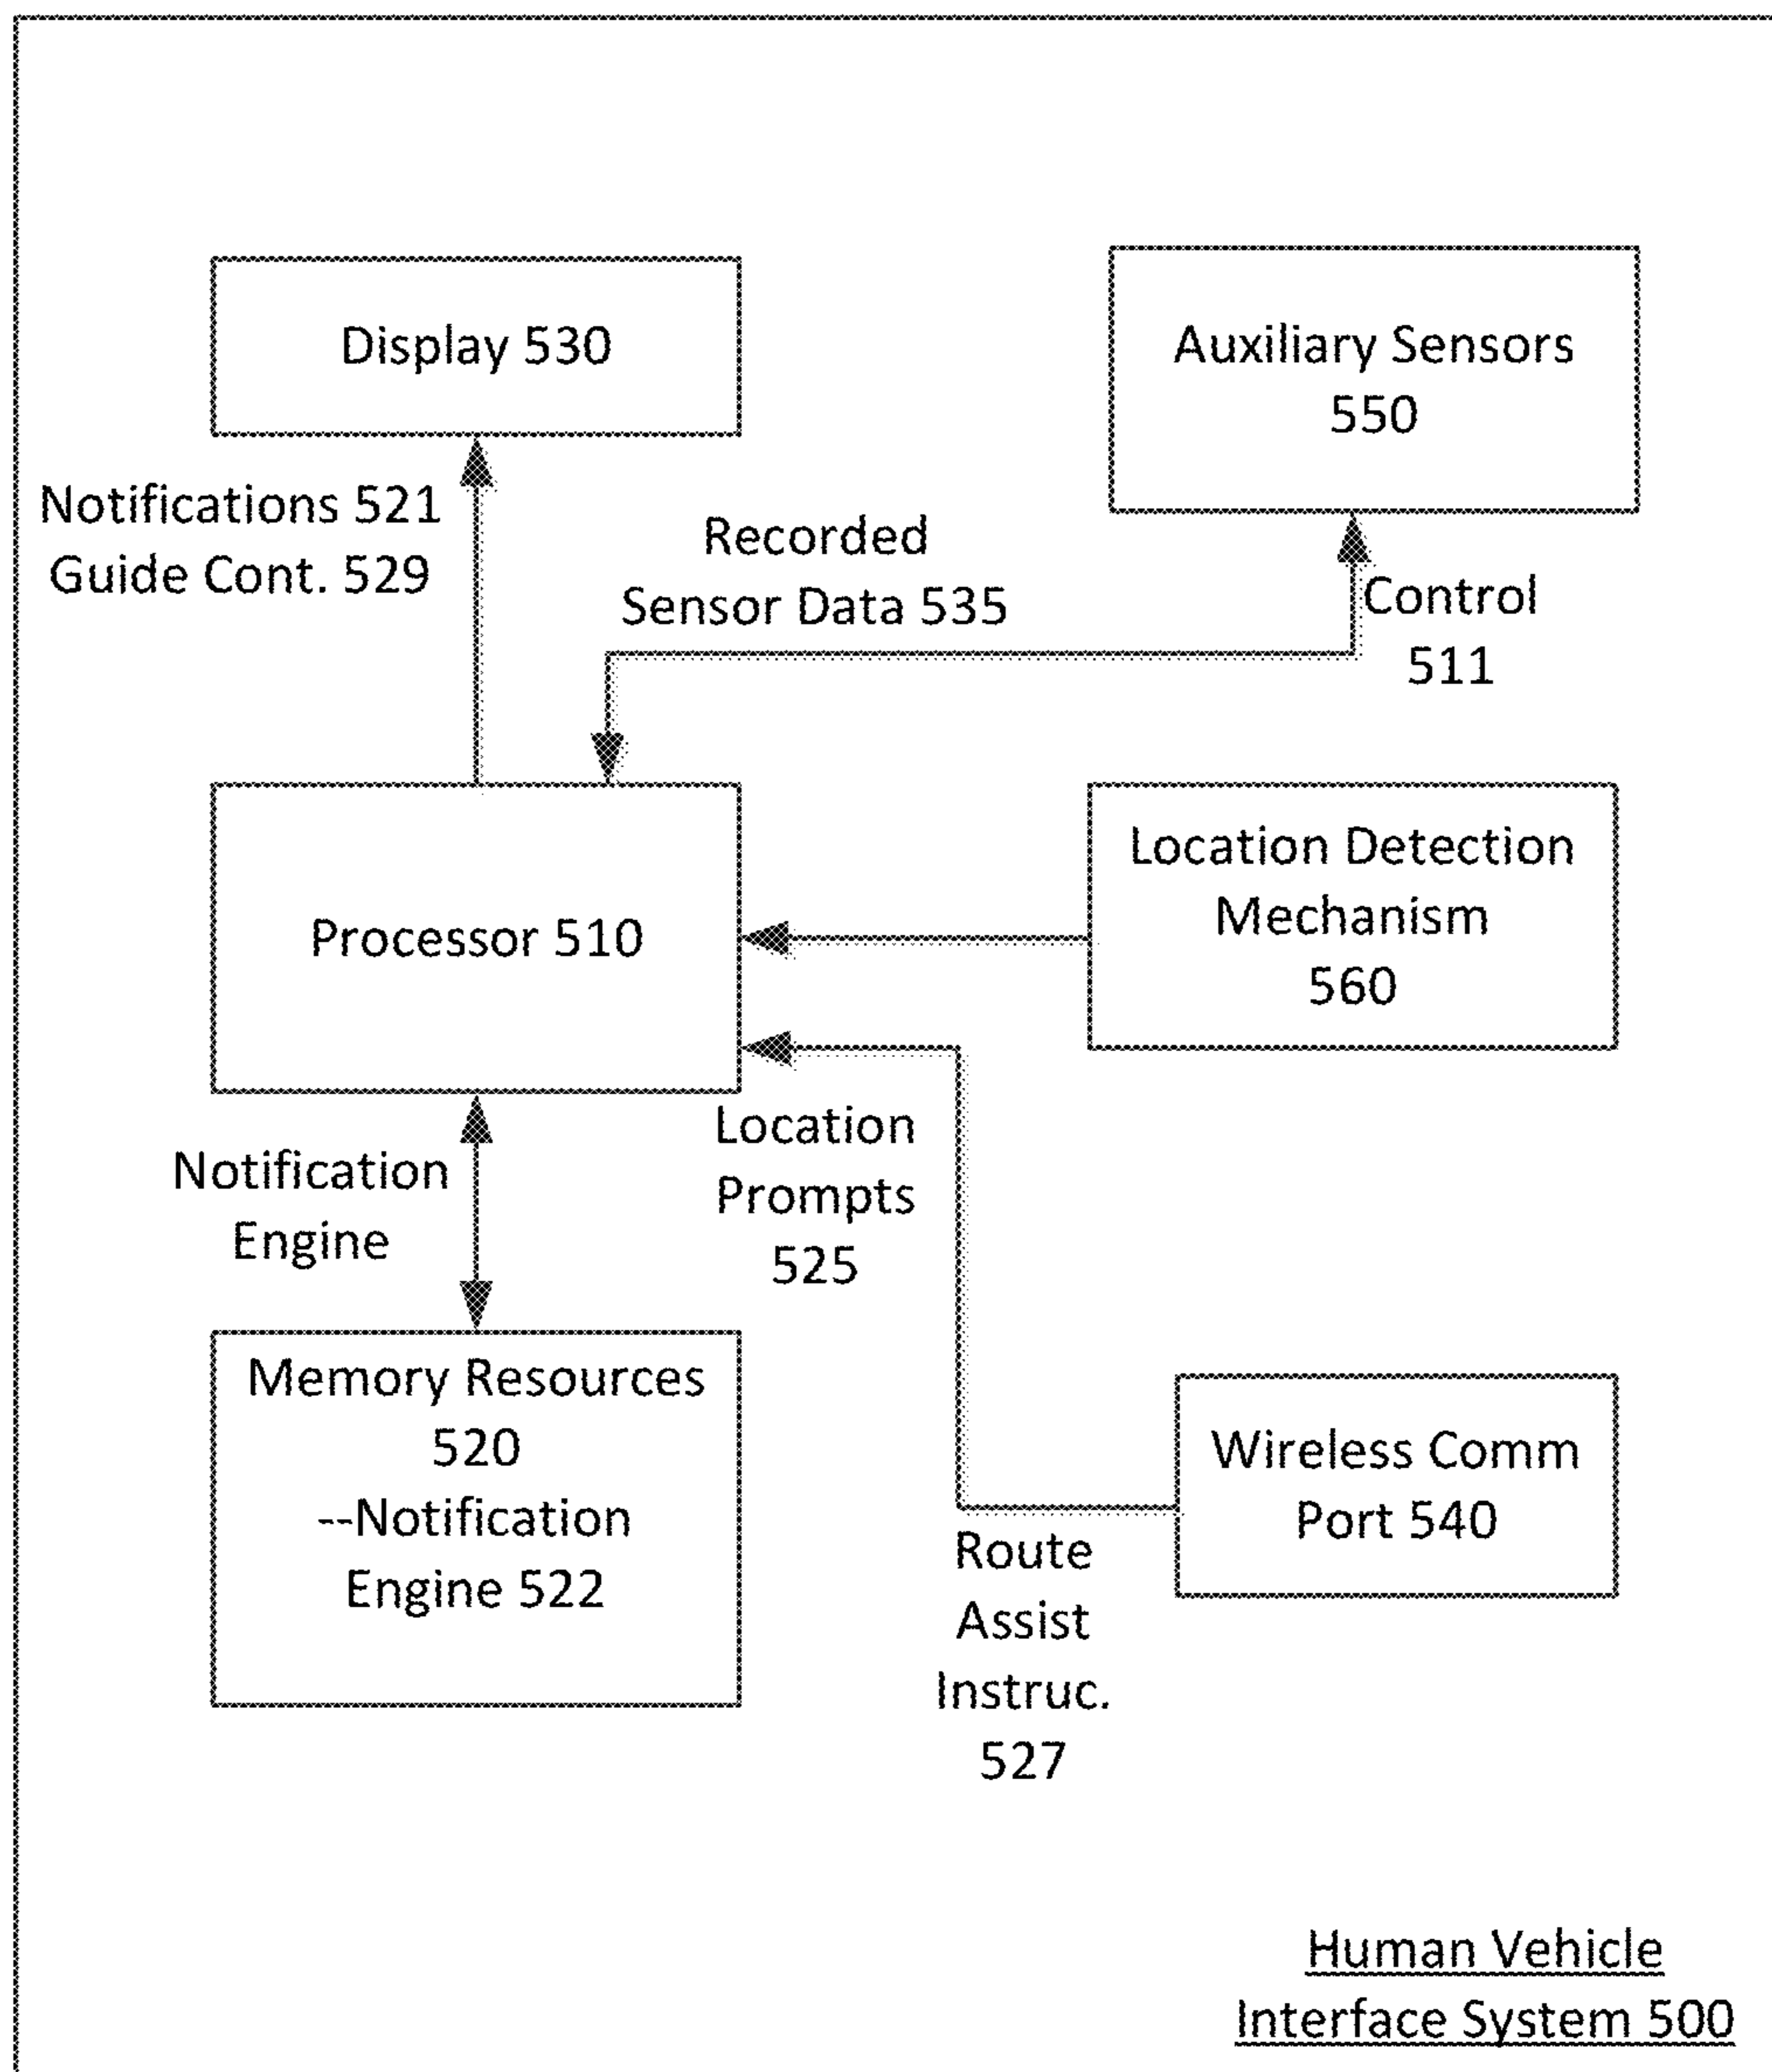 Display 530
Auxiliary Sensors
550
Notifications 521
Guide Cont. 529
Recorded
Sensor Data 535
Control
511
Processor 510
Location Detection
Mechanism
560
Notification
Engine
Location
Prompts
525
Memory Resources
520
--Notification
Engine 522
Wireless Comm
Port 540
Route
Assist
Instruc.
527
Human Vehicle
Interface System 500